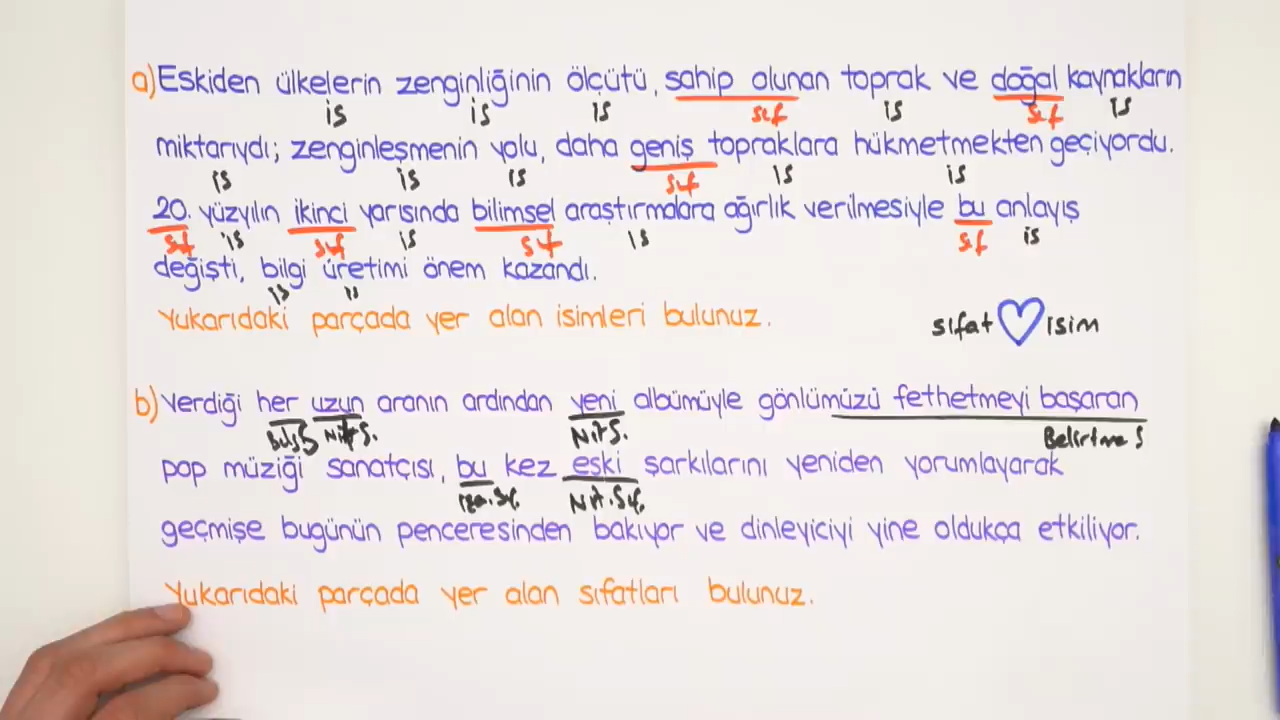 a) Eskiden ülkelerin zenginliğinin ölçütü, sahip olunan toprak ve doğal kaynakların
is is is sıf is sıf is
miktarıydı; zenginleşmenin yolu, daha geniş topraklara hükmetmekten geçiyordu.
is is is sıf is is
20. yüzyılın ikinci yarısında bilimsel araştırmalara ağırlık verilmesiyle bu anlayış
sıf is sıf is sıf is sıf is
değişti, bilgi üretimi önem kazandı.
is is
Yukarıdaki parçada yer alan isimleri bulunuz.
sıfat isim
b) Verdiği her uzun aranın ardından yeni albümüyle gönlümüzü fethetmeyi başaran
Nit S. Nit S. Belirtme S
pop müziği sanatçısı, bu kez eski şarkılarını yeniden yorumlayarak
Nit. Sıf.
geçmişe bugünün penceresinden bakıyor ve dinleyiciyi yine oldukça etkiliyor.
Yukarıdaki parçada yer alan sıfatları bulunuz.